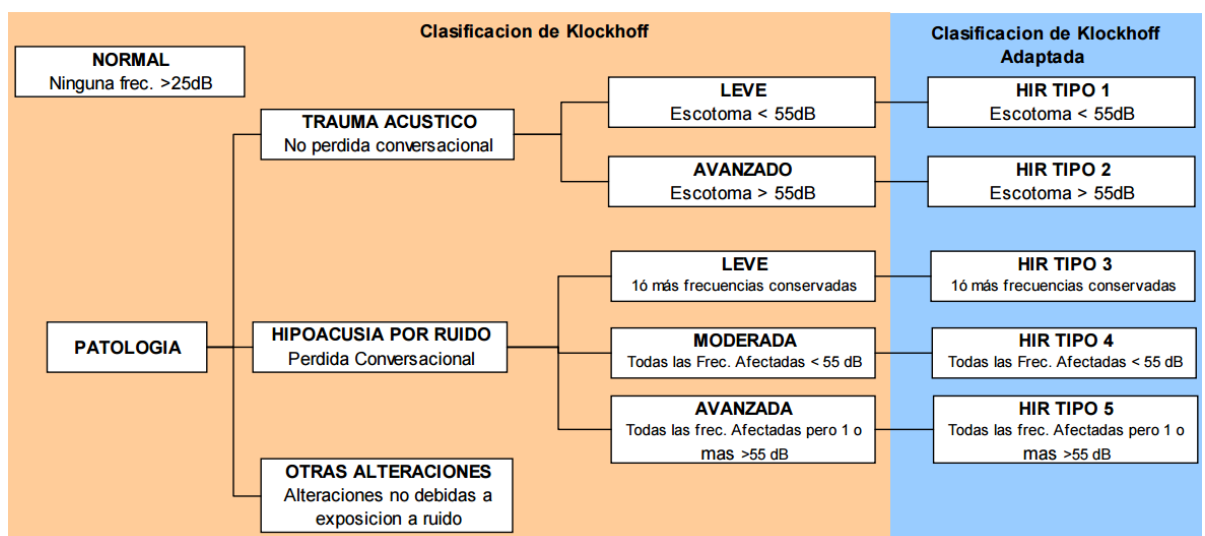 Clasificacion de Klockhoff
Clasificacion de Klockhoff
Adaptada
NORMAL
Ninguna frec. >25dB
TRAUMA ACUSTICO
No perdida conversacional
LEVE
Escotoma < 55dB
HIR TIPO 1
Escotoma < 55dB
AVANZADO
Escotoma > 55dB
HIR TIPO 2
Escotoma > 55dB
PATOLOGIA
HIPOACUSIA POR RUIDO
Perdida Conversacional
LEVE
1ó más frecuencias conservadas
HIR TIPO 3
1ó más frecuencias conservadas
MODERADA
Todas las Frec. Afectadas < 55 dB
HIR TIPO 4
Todas las Frec. Afectadas < 55 dB
AVANZADA
Todas las frec. Afectadas pero 1 o
mas >55 dB
HIR TIPO 5
Todas las frec. Afectadas pero 1 o
mas >55 dB
OTRAS ALTERACIONES
Alteraciones no debidas a
exposicion a ruido